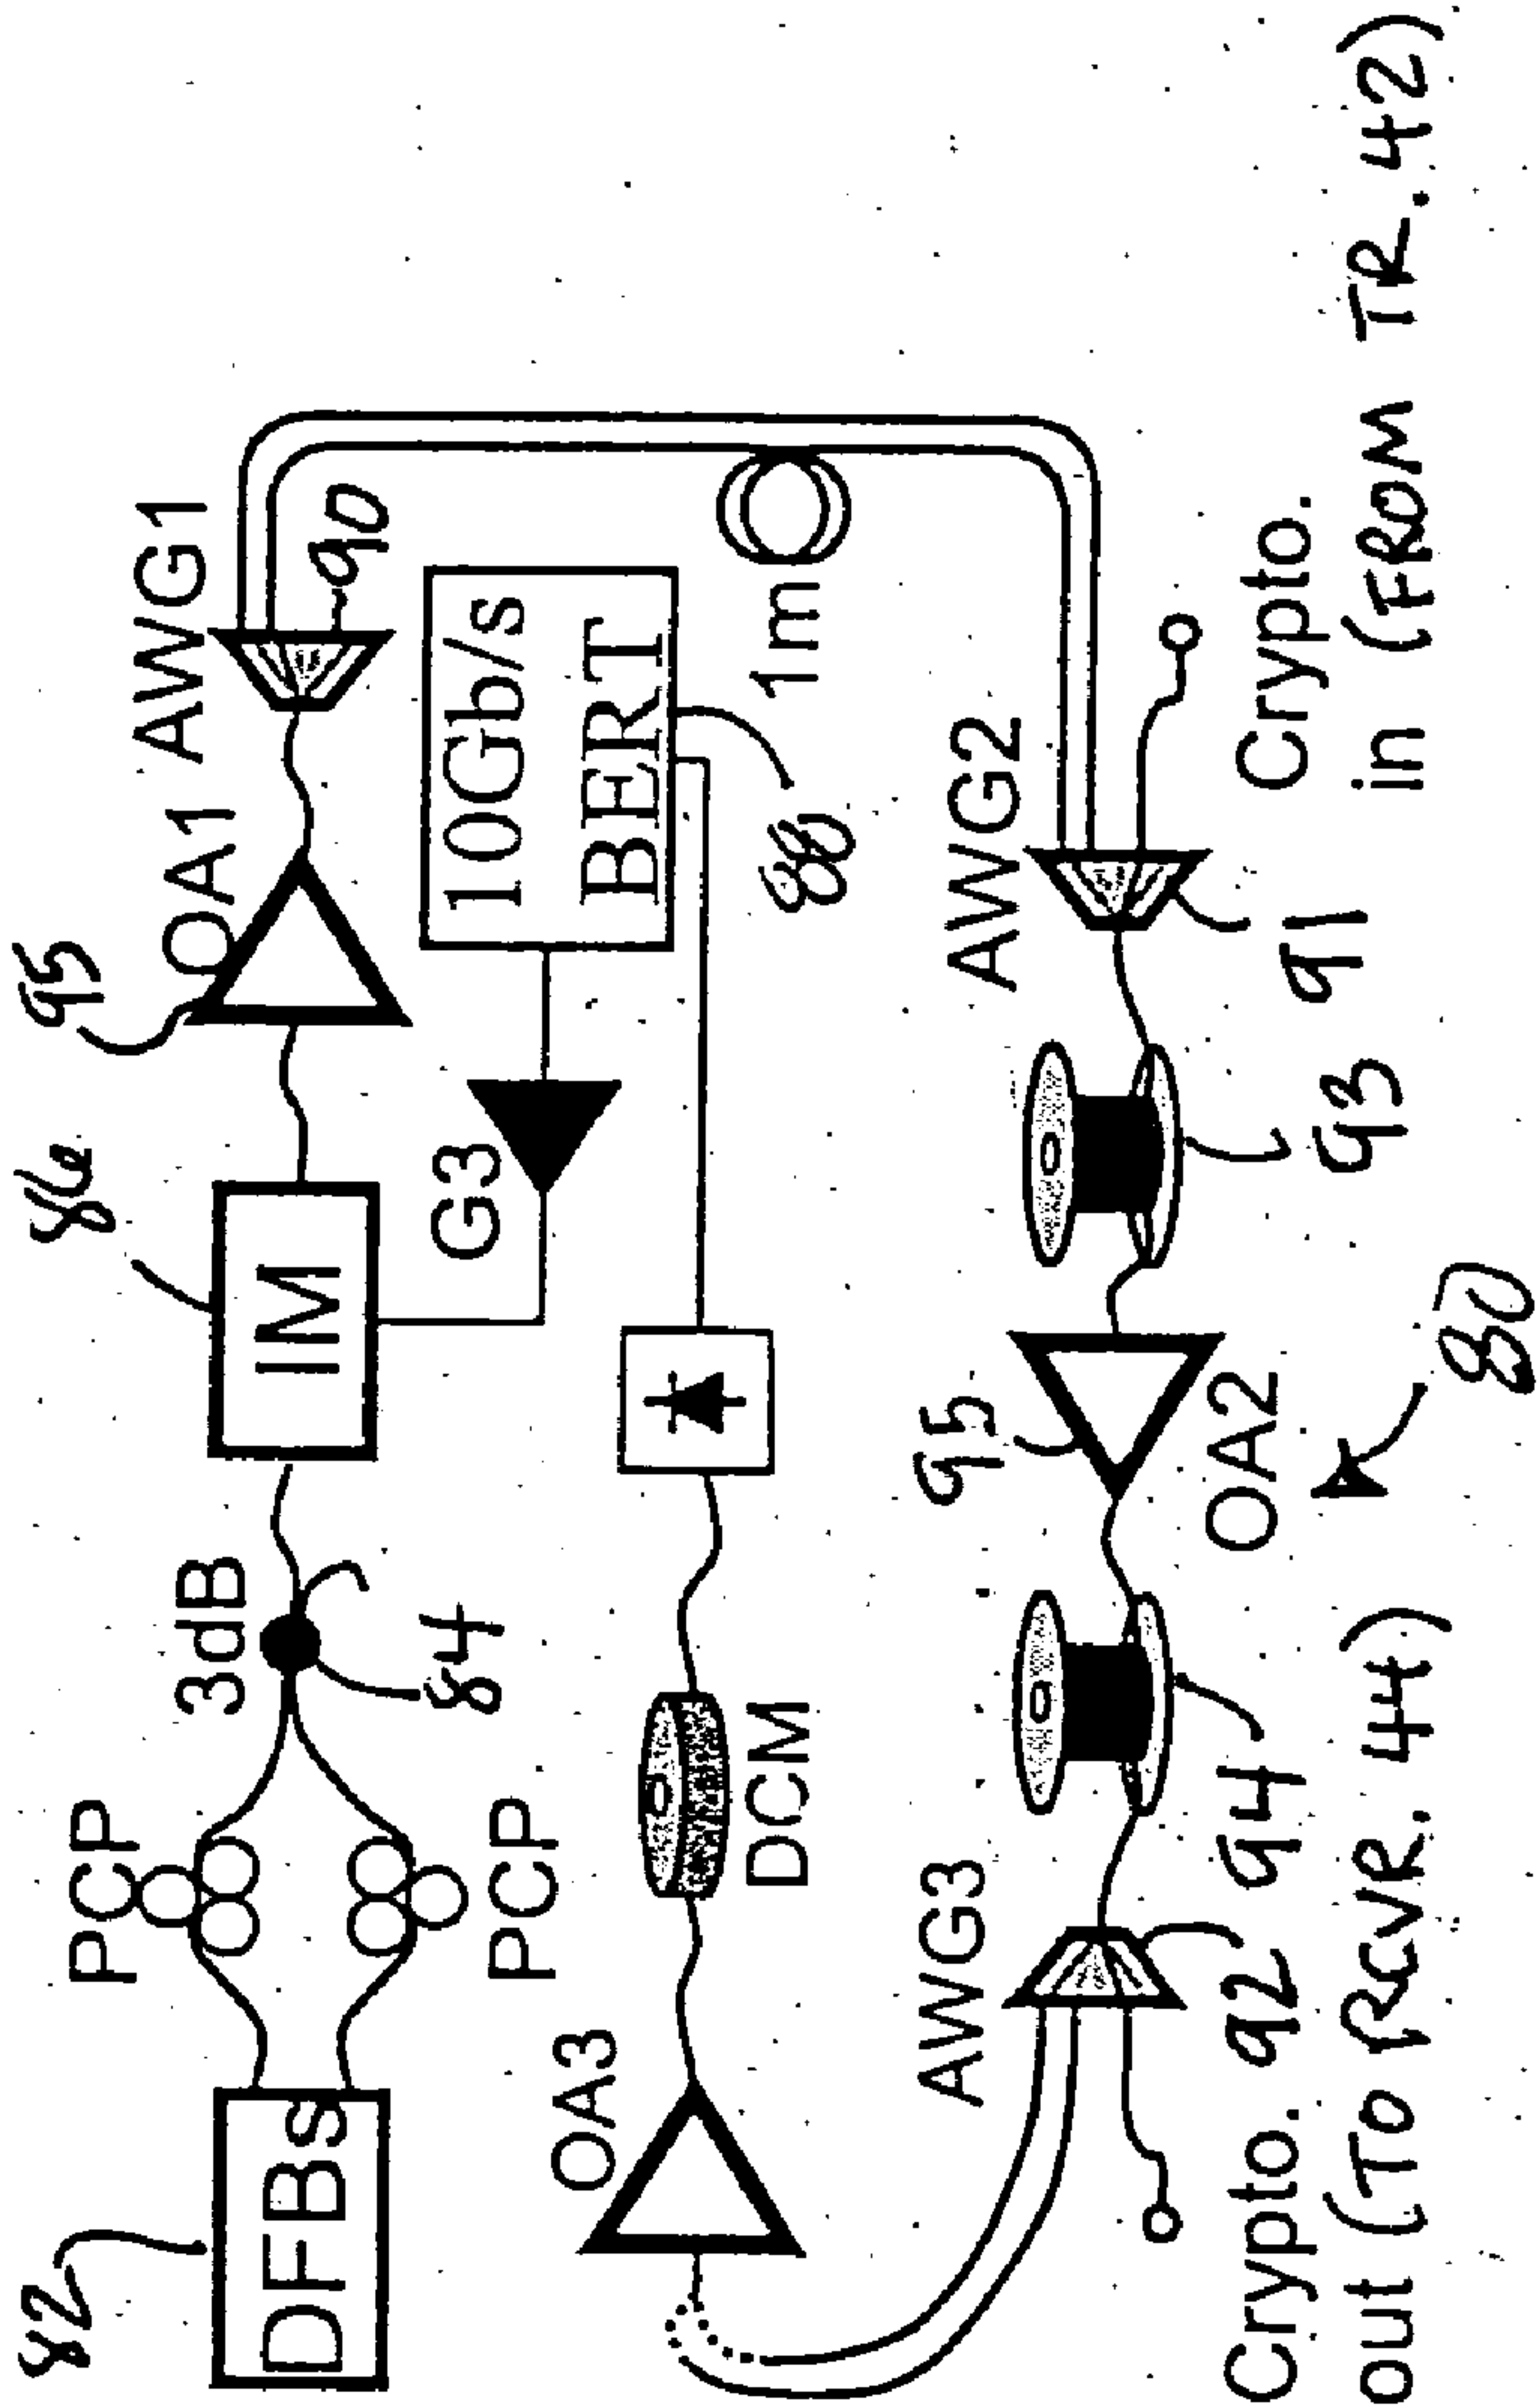 82
DFBs
PCP
PCP
3dB
84
86
IM
95
OA1
AWG1
90
G3
10Gb/s
BERT
88
1m
OA3
DCM
AWG3
92
94
95
OA2
93
AWG2
91
Crypto.
in (FROM TR. 42)
Crypto.
out (TO RCVR. 44)
80